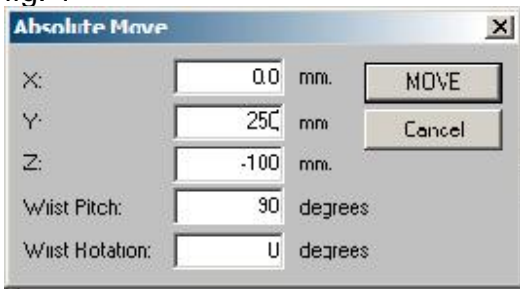 Absolute Move
X: 0.0 mm. MOVE
Y: 250 mm Cancel
Z: -100 mm.
Wrist Pitch: 90 degrees
Wrist Rotation: 0 degrees